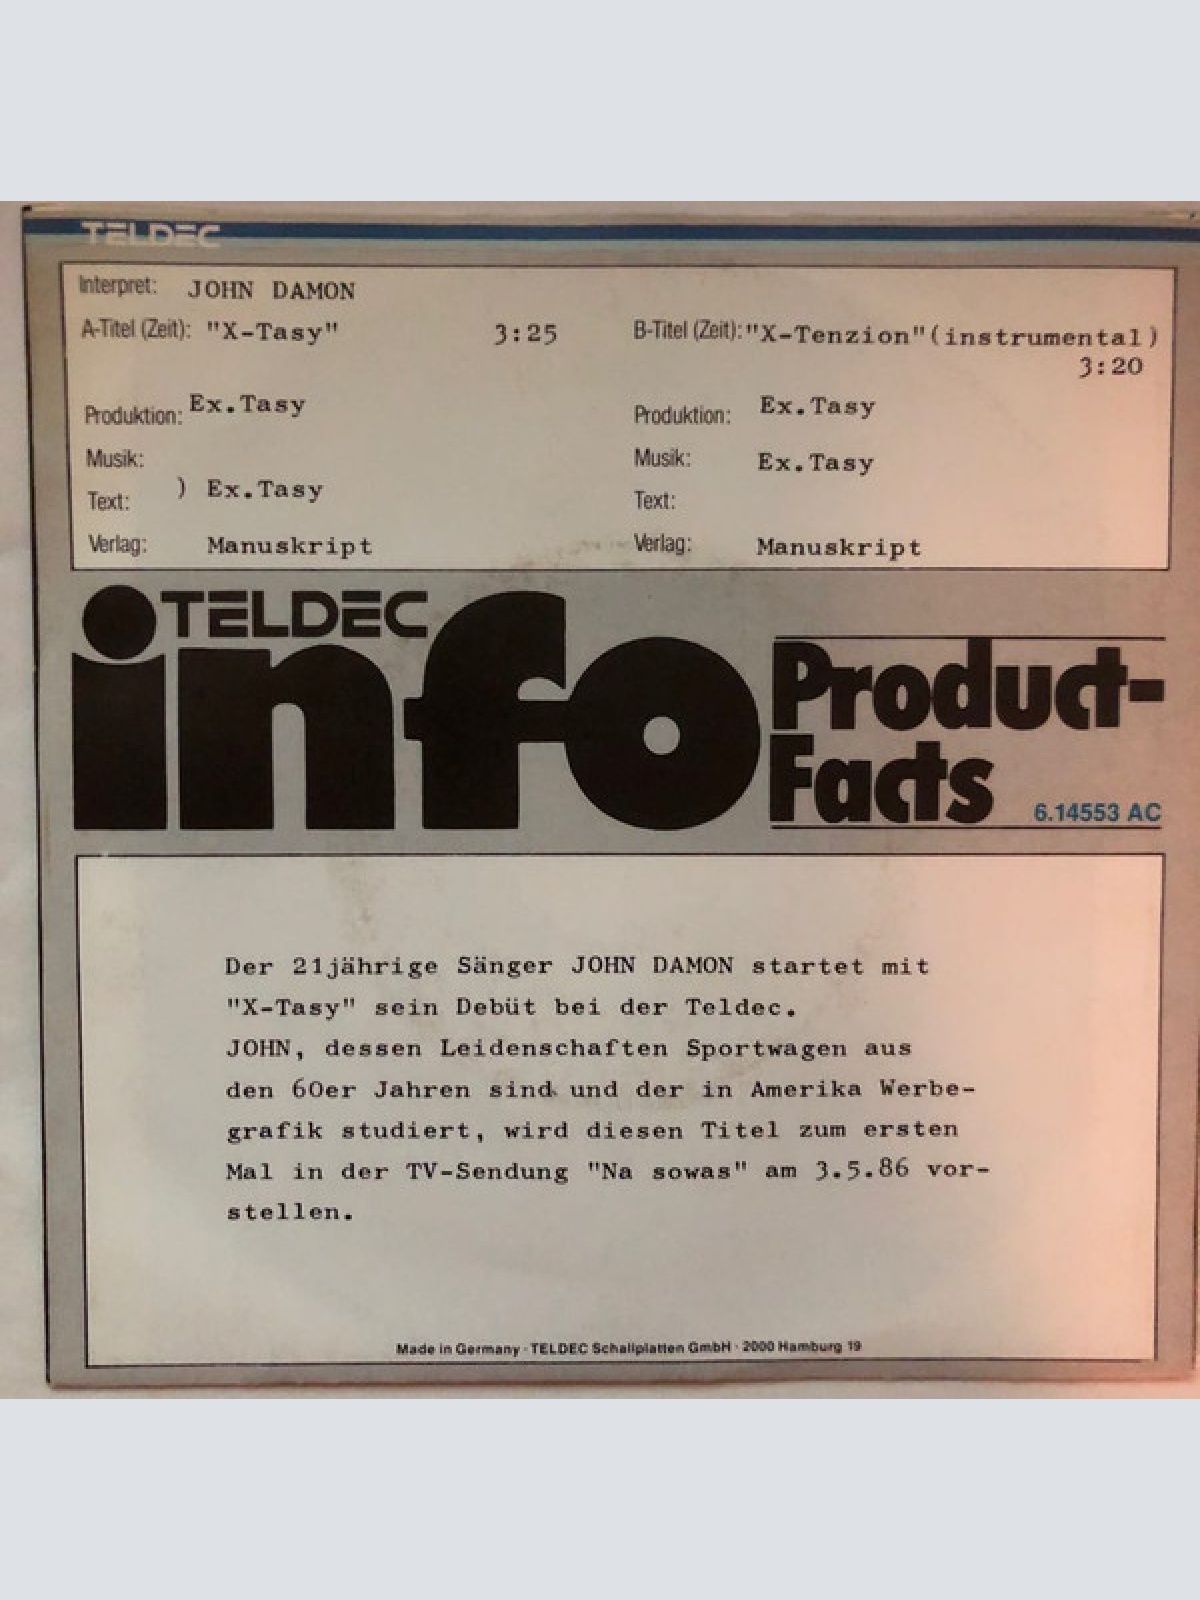 TELDEC
Interpret: JOHN DAMON
A-Titel (Zeit): "X-Tasy" 3:25 B-Titel (Zeit): "X-Tenzion"(instrumental)
3:20
Produktion: Ex.Tasy Produktion: Ex.Tasy
Musik: Musik: Ex.Tasy
Text: ) Ex.Tasy Text:
Verlag: Manuskript Verlag: Manuskript
TELDEC
info Product-
Facts 6.14553 AC
Der 21jährige Sänger JOHN DAMON startet mit
"X-Tasy" sein Debüt bei der Teldec.
JOHN, dessen Leidenschaften Sportwagen aus
den 60er Jahren sind und der in Amerika Werbe-
grafik studiert, wird diesen Titel zum ersten
Mal in der TV-Sendung "Na sowas" am 3.5.86 vor-
stellen.
Made in Germany · TELDEC Schallplatten GmbH · 2000 Hamburg 19